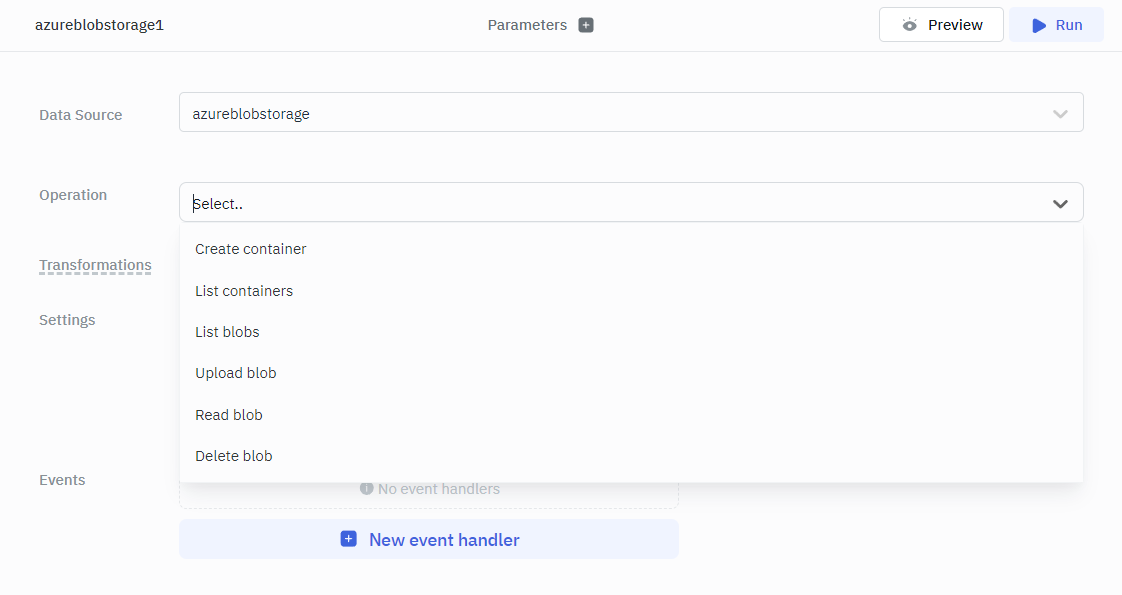 azureblobstorage1
Parameters
Preview
Run
Data Source
azureblobstorage
Operation
Select..
Create container
Transformations
List containers
Settings
List blobs
Upload blob
Read blob
Delete blob
Events
No event handlers
New event handler